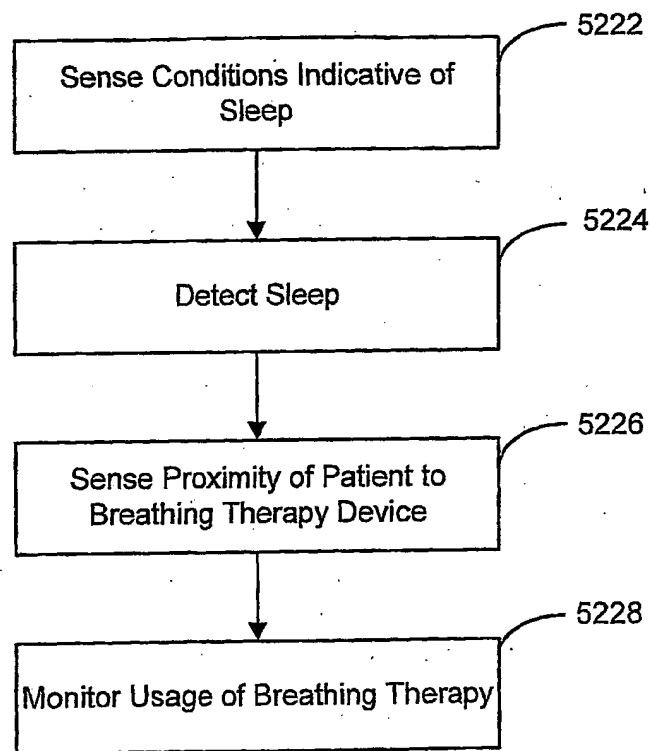 5222
Sense Conditions Indicative of
Sleep
5224
Detect Sleep
5226
Sense Proximity of Patient to
Breathing Therapy Device
5228
Monitor Usage of Breathing Therapy